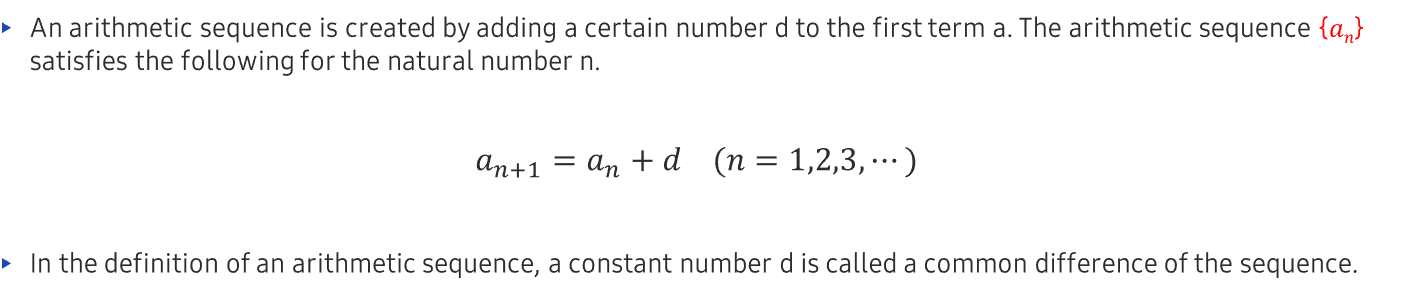 ▸ An arithmetic sequence is created by adding a certain number d to the first term a. The arithmetic sequence {aₙ}
satisfies the following for the natural number n.
aₙ₊₁ = aₙ + d (n = 1,2,3, ⋯ )
▸ In the definition of an arithmetic sequence, a constant number d is called a common difference of the sequence.